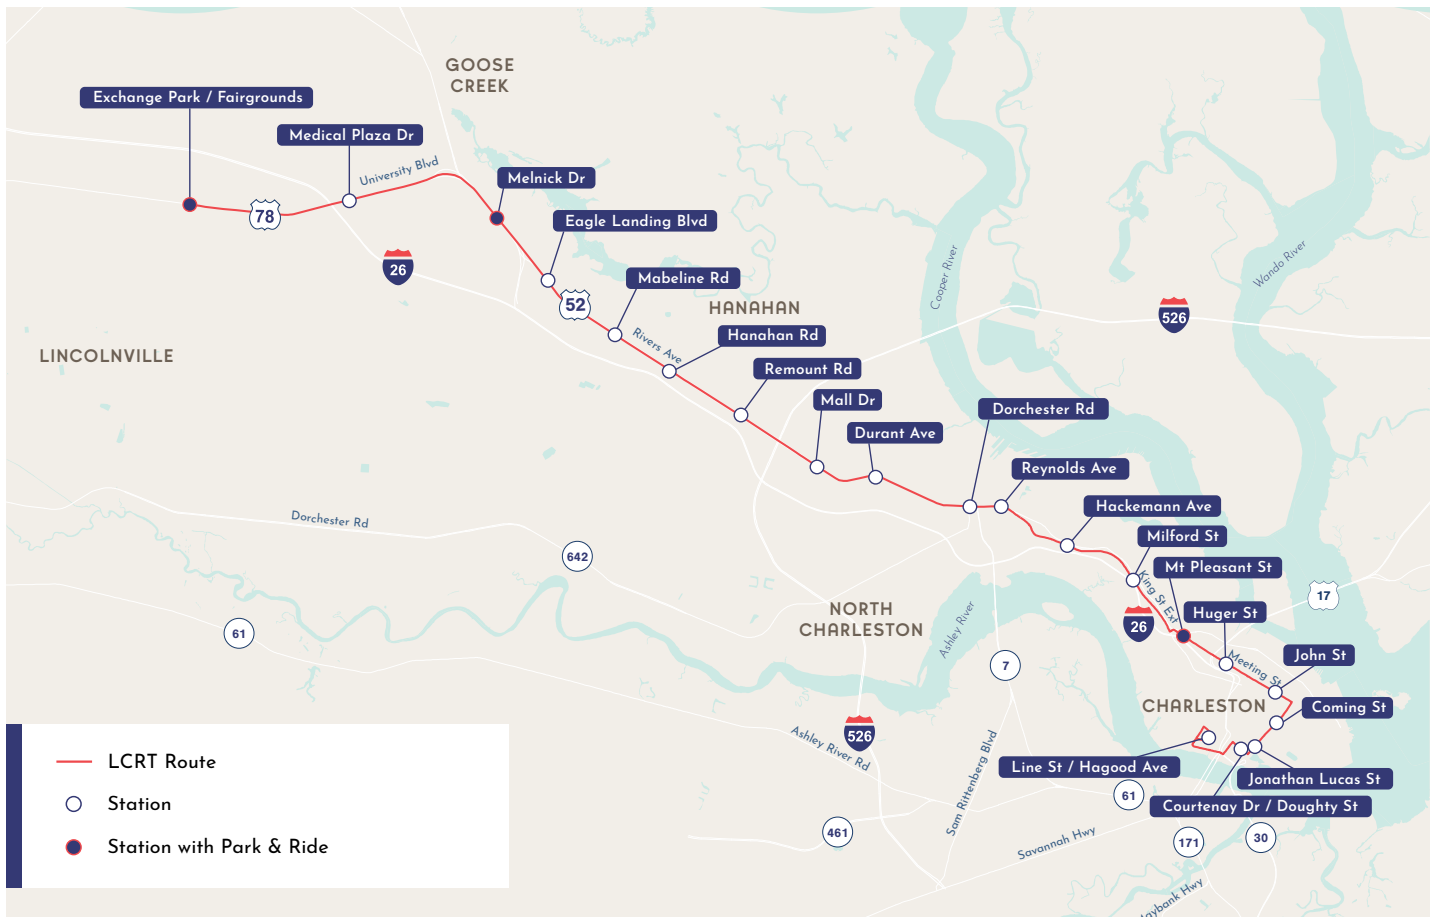 GOOSE
CREEK
Exchange Park / Fairgrounds
Medical Plaza Dr
University Blvd
Melnick Dr
78
Eagle Landing Blvd
26
Mabeline Rd
52
HANAHAN
Cooper River
Wando River
526
Hanahan Rd
Rivers Ave
LINCOLNVILLE
Remount Rd
Mall Dr
Dorchester Rd
Durant Ave
Reynolds Ave
Hackemann Ave
Dorchester Rd
Milford St
642
Mt Pleasant St
King St Ext
17
NORTH
CHARLESTON
Ashley River
Huger St
26
61
7
John St
Meeting St
CHARLESTON
Coming St
526
Ashley River Rd
Sam Rittenberg Blvd
Line St / Hagood Ave
Jonathan Lucas St
61
Courtenay Dr / Doughty St
461
Savannah Hwy
171
30
LCRT Route
Station
Station with Park & Ride